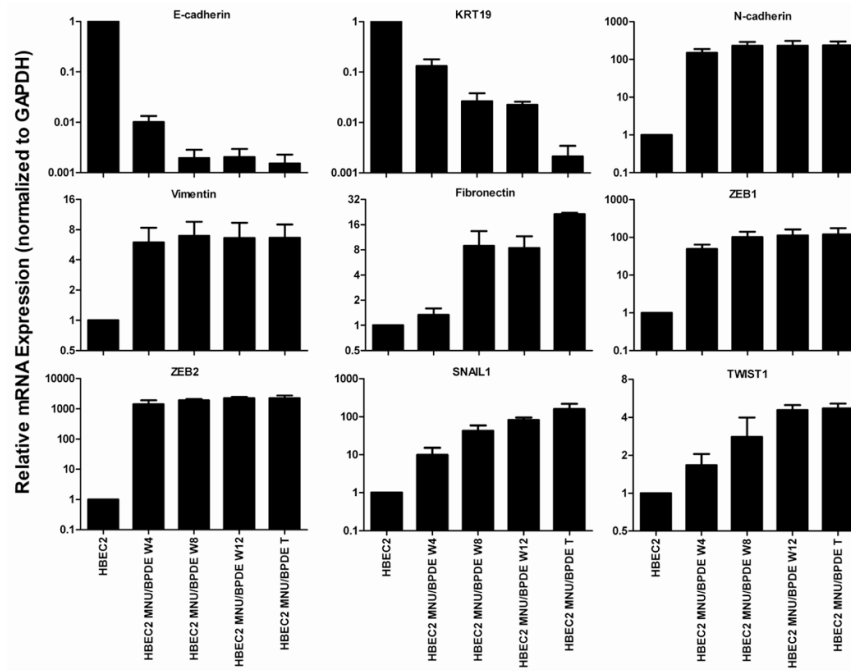 Relative mRNA Expression (normalized to GAPDH)
E-cadherin
1
0.1
0.01
0.001
KRT19
1
0.1
0.01
0.001
N-cadherin
1000
100
10
1
0.1
Vimentin
16
8
4
2
1
0.5
Fibronectin
32
16
8
4
2
1
0.5
ZEB1
1000
100
10
1
0.1
ZEB2
10000
1000
100
10
1
0.1
HBEC2
HBEC2 MNU/BPDE W4
HBEC2 MNU/BPDE W8
HBEC2 MNU/BPDE W12
HBEC2 MNU/BPDE T
SNAIL1
1000
100
10
1
0.1
HBEC2
HBEC2 MNU/BPDE W4
HBEC2 MNU/BPDE W8
HBEC2 MNU/BPDE W12
HBEC2 MNU/BPDE T
TWIST1
8
4
2
1
0.5
HBEC2
HBEC2 MNU/BPDE W4
HBEC2 MNU/BPDE W8
HBEC2 MNU/BPDE W12
HBEC2 MNU/BPDE T